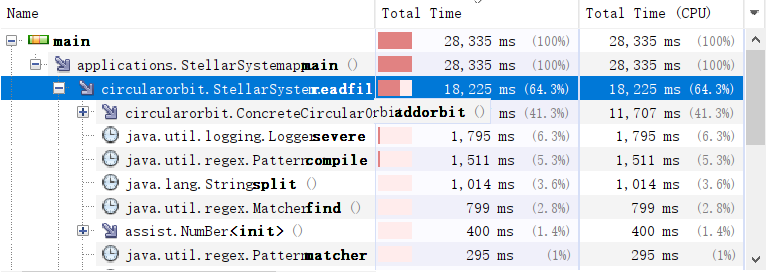 Name Total Time Total Time (CPU)
main 28,335 ms (100%) 28,335 ms (100%)
applications.StellarSystemapp main () 28,335 ms (100%) 28,335 ms (100%)
circularorbit.StellarSystem readfil 18,225 ms (64.3%) 18,225 ms (64.3%)
circularorbit.ConcreteCircularOrbi addorbit () ms (41.3%) 11,707 ms (41.3%)
java.util.logging.Logger severe 1,795 ms (6.3%) 1,795 ms (6.3%)
java.util.regex.Pattern compile 1,511 ms (5.3%) 1,511 ms (5.3%)
java.lang.String split () 1,014 ms (3.6%) 1,014 ms (3.6%)
java.util.regex.Matcher find () 799 ms (2.8%) 799 ms (2.8%)
assist.NumBer <init> () 400 ms (1.4%) 400 ms (1.4%)
java.util.regex.Pattern matcher 295 ms (1%) 295 ms (1%)